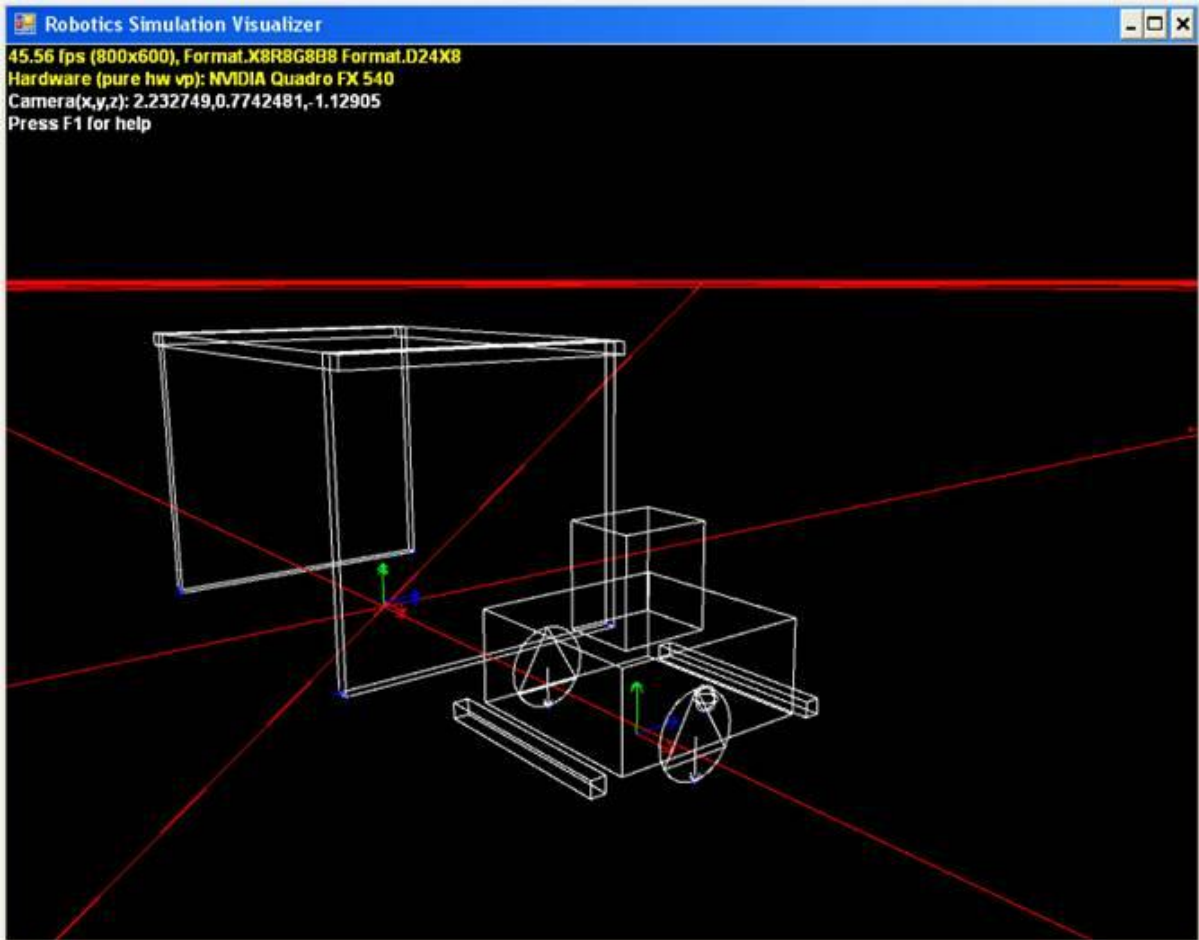 Robotics Simulation Visualizer
45.56 fps (800x600), Format.X8R8G8B8 Format.D24X8
Hardware (pure hw vp): NVIDIA Quadro FX 540
Camera(x,y,z): 2.232749,0.7742481,-1.12905
Press F1 for help